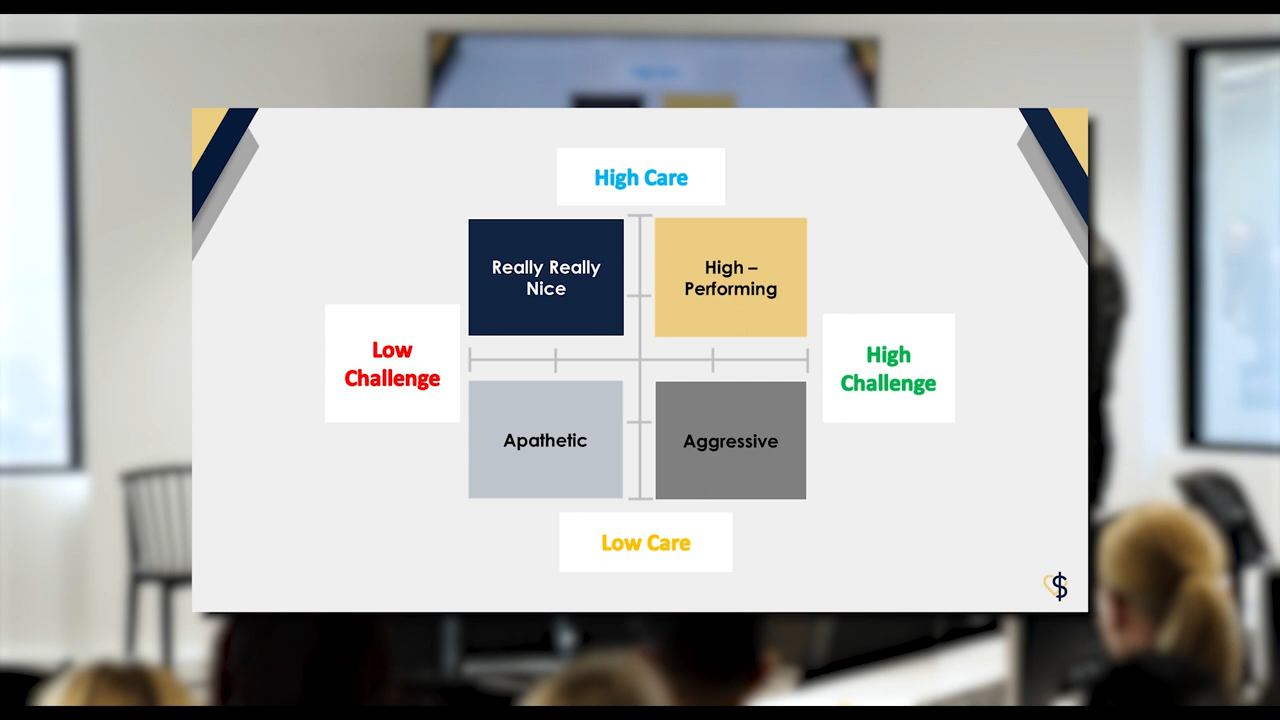 High Care
Really Really
Nice
High –
Performing
Low
Challenge
High
Challenge
Apathetic
Aggressive
Low Care
$